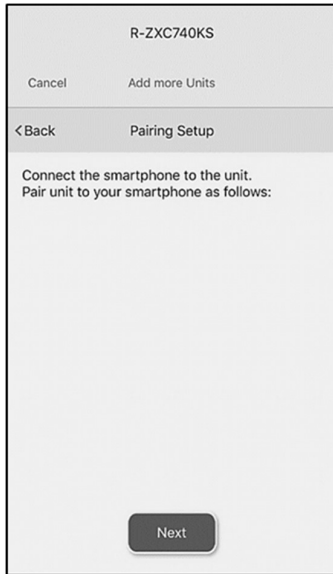 R-ZXC740KS
Cancel Add more Units
<Back Pairing Setup
Connect the smartphone to the unit.
Pair unit to your smartphone as follows:
Next